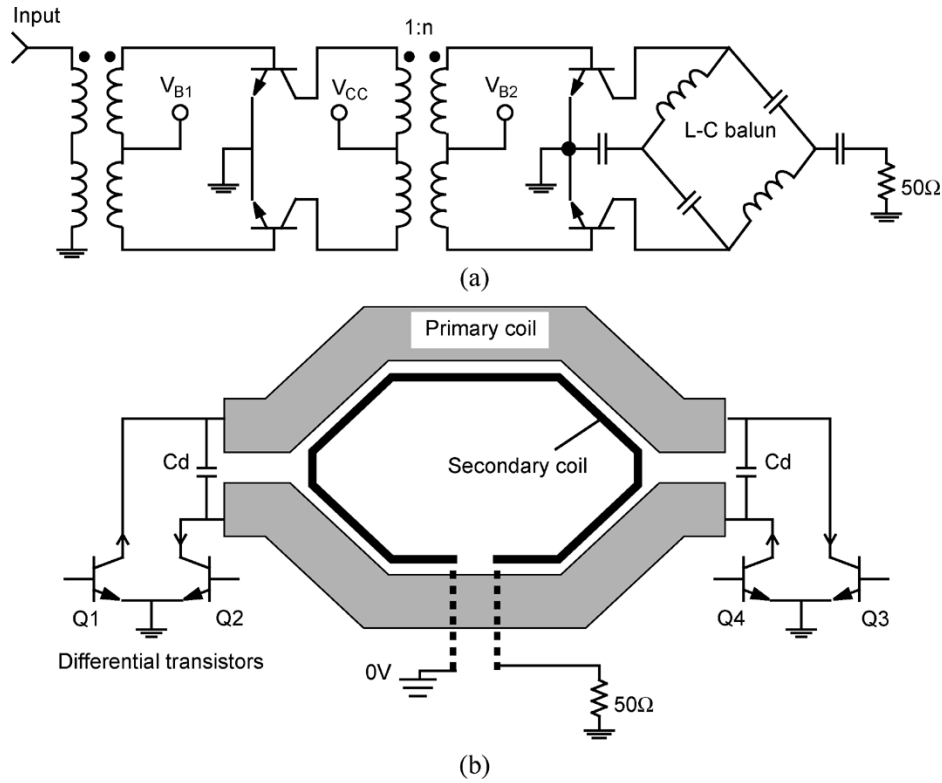 Input
1:n
V_B1
V_CC
V_B2
L-C balun
50Ω
(a)
Primary coil
Secondary coil
Cd
Cd
Q1
Q2
Q4
Q3
Differential transistors
0V
50Ω
(b)